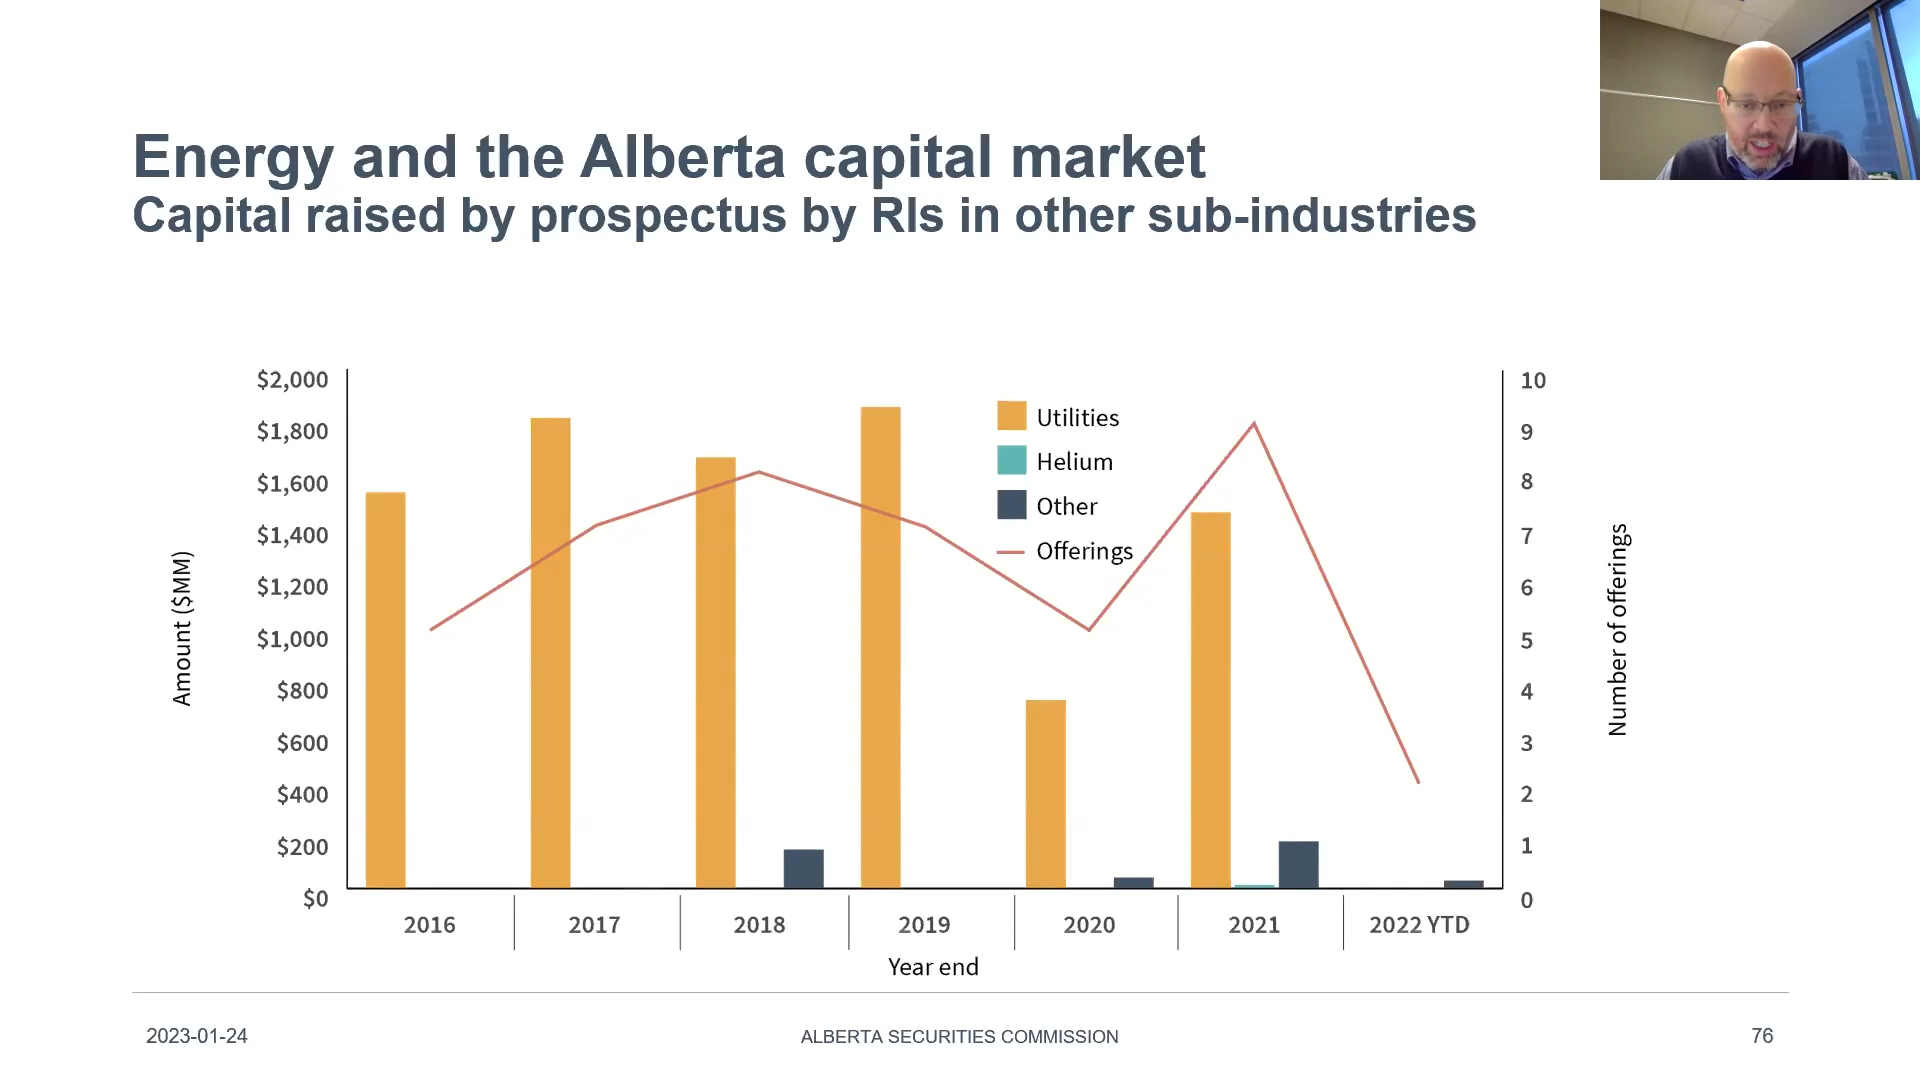 Energy and the Alberta capital market
Capital raised by prospectus by RIs in other sub-industries
$2,000
$1,800
$1,600
$1,400
$1,200
$1,000
$800
$600
$400
$200
$0
Amount ($MM)
Utilities
Helium
Other
Offerings
10
9
8
7
6
5
4
3
2
1
0
Number of offerings
2016 2017 2018 2019 2020 2021 2022 YTD
Year end
2023-01-24 ALBERTA SECURITIES COMMISSION 76